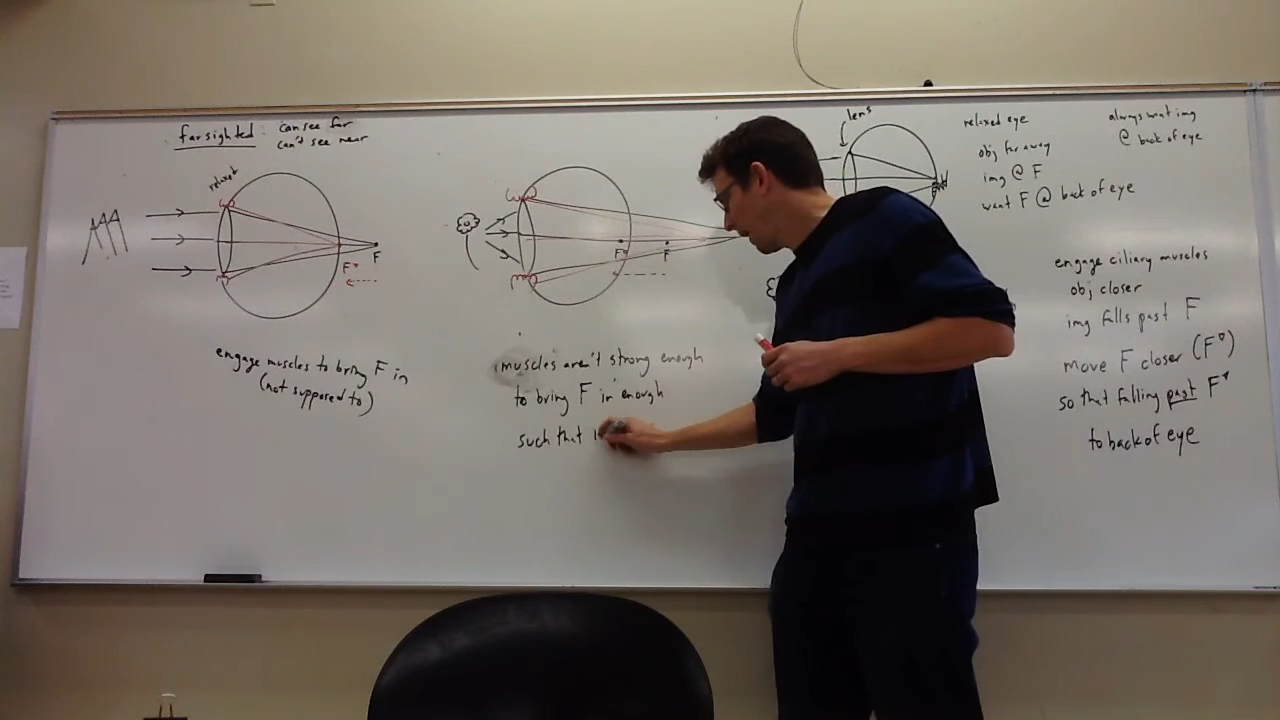 farsighted: can see far
can't see near
relaxed
F
F*
engage muscles to bring F in
(not supposed to)
F*
F
muscles aren't strong enough
to bring F in enough
such that
lens
relaxed eye
obj far away
img @ F
want F @ back of eye
always want img
@ back of eye
engage ciliary muscles
obj closer
img falls past F
move F closer (F*)
so that falling past F*
to back of eye